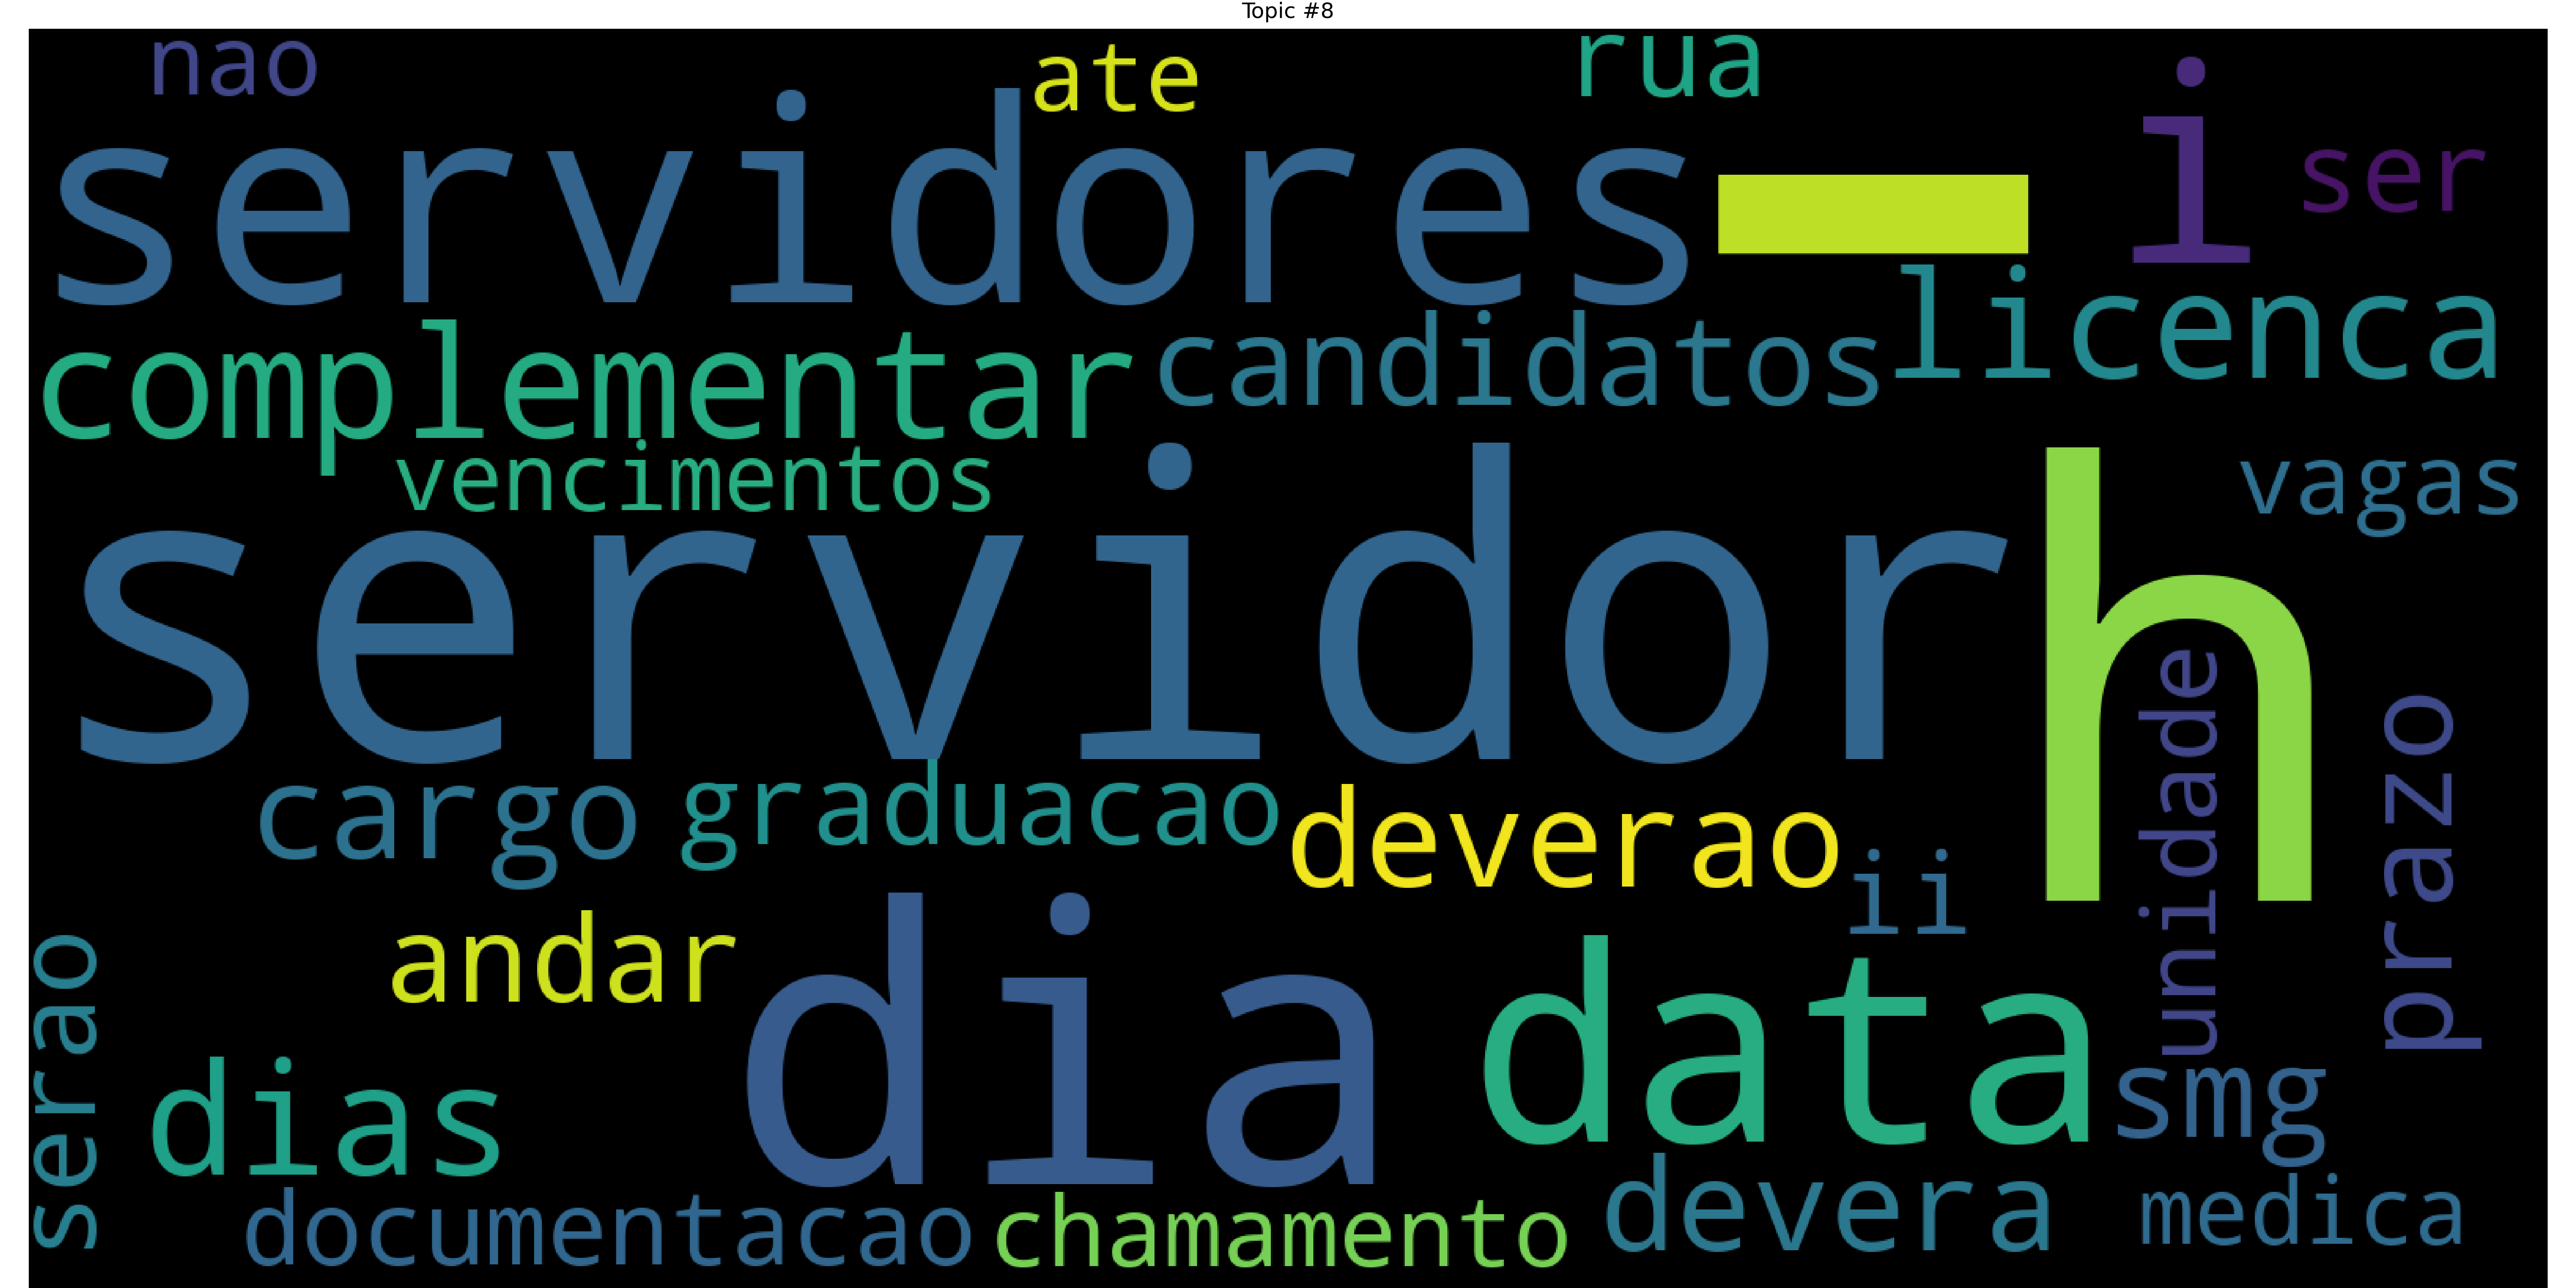 Topic #8
nao
ate
rua
i
ser
servidores
_
licenca
complementar
candidatos
vencimentos
vagas
servidor
h
unidade
prazo
cargo
graduacao
deverao
ii
andar
dia
data
serao
dias
smg
documentacao
chamamento
devera
medica